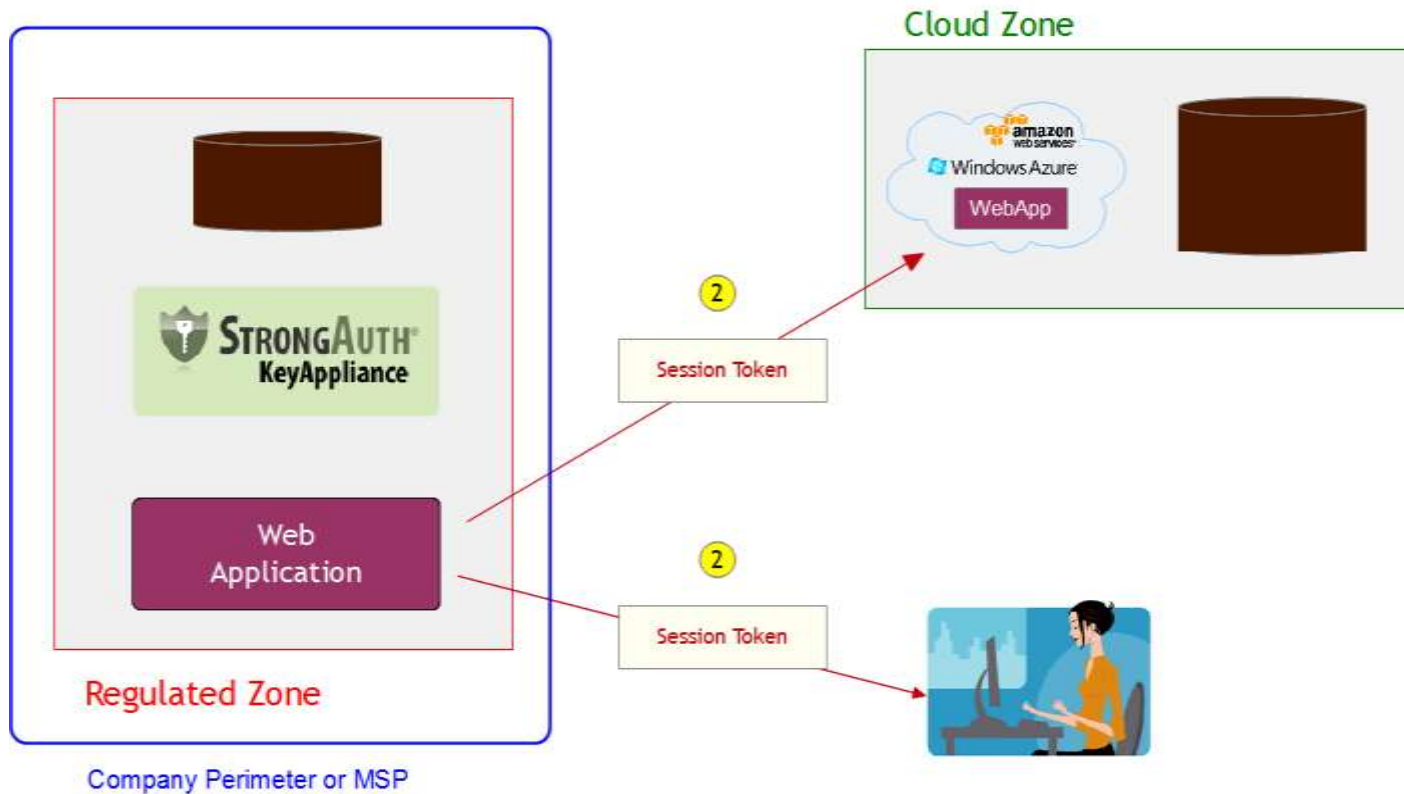 Cloud Zone
amazon
web services™
Windows Azure
WebApp
2
STRONGAUTH®
KeyAppliance
Session Token
Web
Application
2
Session Token
Regulated Zone
Company Perimeter or MSP